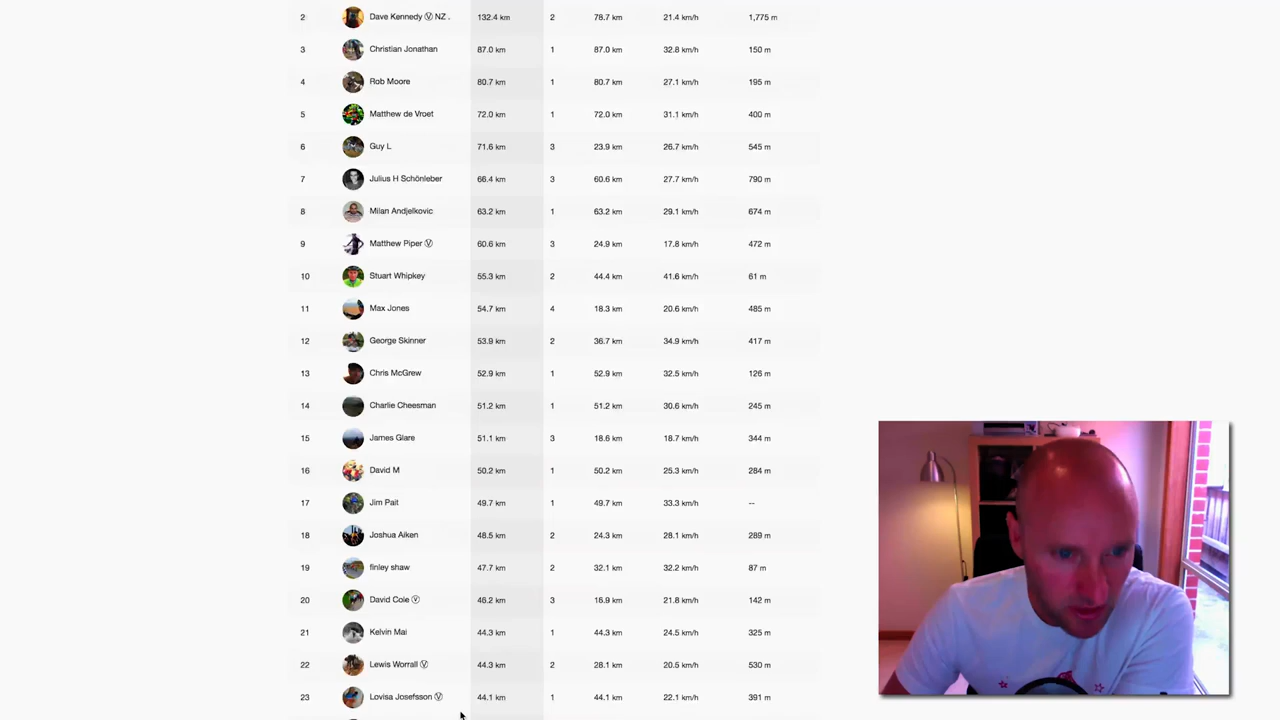 2 Dave Kennedy Ⓥ NZ . 132.4 km 2 78.7 km 21.4 km/h 1,775 m
3 Christian Jonathan 87.0 km 1 87.0 km 32.8 km/h 150 m
4 Rob Moore 80.7 km 1 80.7 km 27.1 km/h 195 m
5 Matthew de Vroet 72.0 km 1 72.0 km 31.1 km/h 400 m
6 Guy L 71.6 km 3 23.9 km 26.7 km/h 545 m
7 Julius H Schönleber 66.4 km 3 60.6 km 27.7 km/h 790 m
8 Milan Andjelkovic 63.2 km 1 63.2 km 29.1 km/h 674 m
9 Matthew Piper Ⓥ 60.6 km 3 24.9 km 17.8 km/h 472 m
10 Stuart Whipkey 55.3 km 2 44.4 km 41.6 km/h 61 m
11 Max Jones 54.7 km 4 18.3 km 20.6 km/h 485 m
12 George Skinner 53.9 km 2 36.7 km 34.9 km/h 417 m
13 Chris McGrew 52.9 km 1 52.9 km 32.5 km/h 126 m
14 Charlie Cheesman 51.2 km 1 51.2 km 30.6 km/h 245 m
15 James Glare 51.1 km 3 18.6 km 18.7 km/h 344 m
16 David M 50.2 km 1 50.2 km 25.3 km/h 284 m
17 Jim Pait 49.7 km 1 49.7 km 33.3 km/h --
18 Joshua Aiken 48.5 km 2 24.3 km 28.1 km/h 289 m
19 finley shaw 47.7 km 2 32.1 km 32.2 km/h 87 m
20 David Cole Ⓥ 46.2 km 3 16.9 km 21.8 km/h 142 m
21 Kelvin Mai 44.3 km 1 44.3 km 24.5 km/h 325 m
22 Lewis Worrall Ⓥ 44.3 km 2 28.1 km 20.5 km/h 530 m
23 Lovisa Josefsson Ⓥ 44.1 km 1 44.1 km 22.1 km/h 391 m